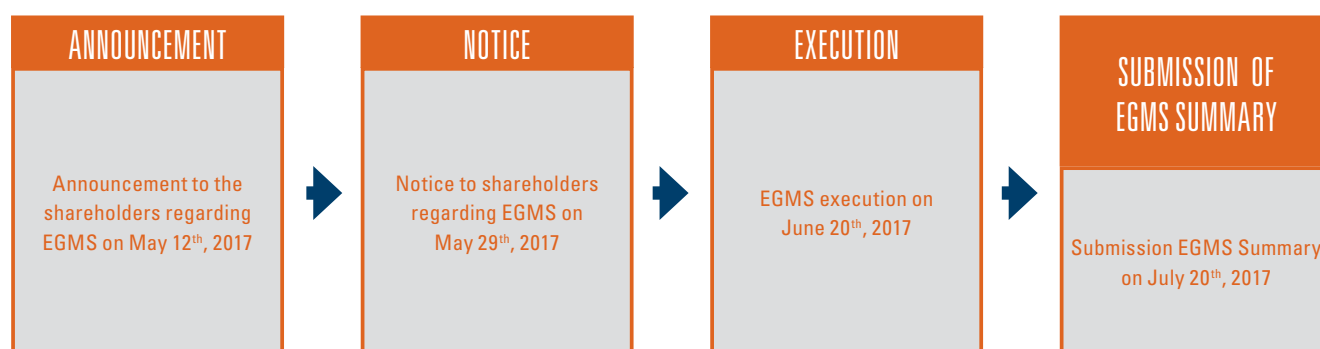 ANNOUNCEMENT
Announcement to the
shareholders regarding
EGMS on May 12th, 2017
NOTICE
Notice to shareholders
regarding EGMS on
May 29th, 2017
EXECUTION
EGMS execution on
June 20th, 2017
SUBMISSION OF
EGMS SUMMARY
Submission EGMS Summary
on July 20th, 2017